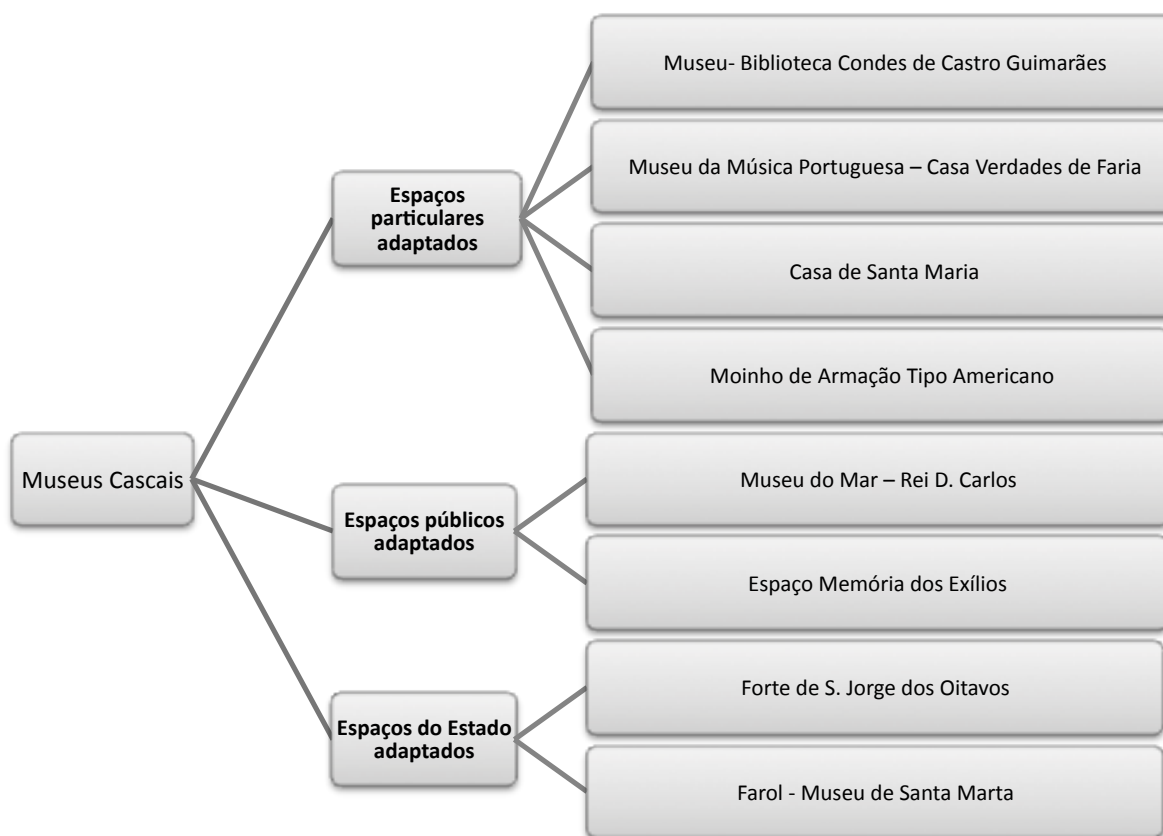 Museus Cascais
Espaços
particulares
adaptados
Museu- Biblioteca Condes de Castro Guimarães
Museu da Música Portuguesa – Casa Verdades de Faria
Casa de Santa Maria
Moinho de Armação Tipo Americano
Espaços públicos
adaptados
Museu do Mar – Rei D. Carlos
Espaço Memória dos Exílios
Espaços do Estado
adaptados
Forte de S. Jorge dos Oitavos
Farol - Museu de Santa Marta